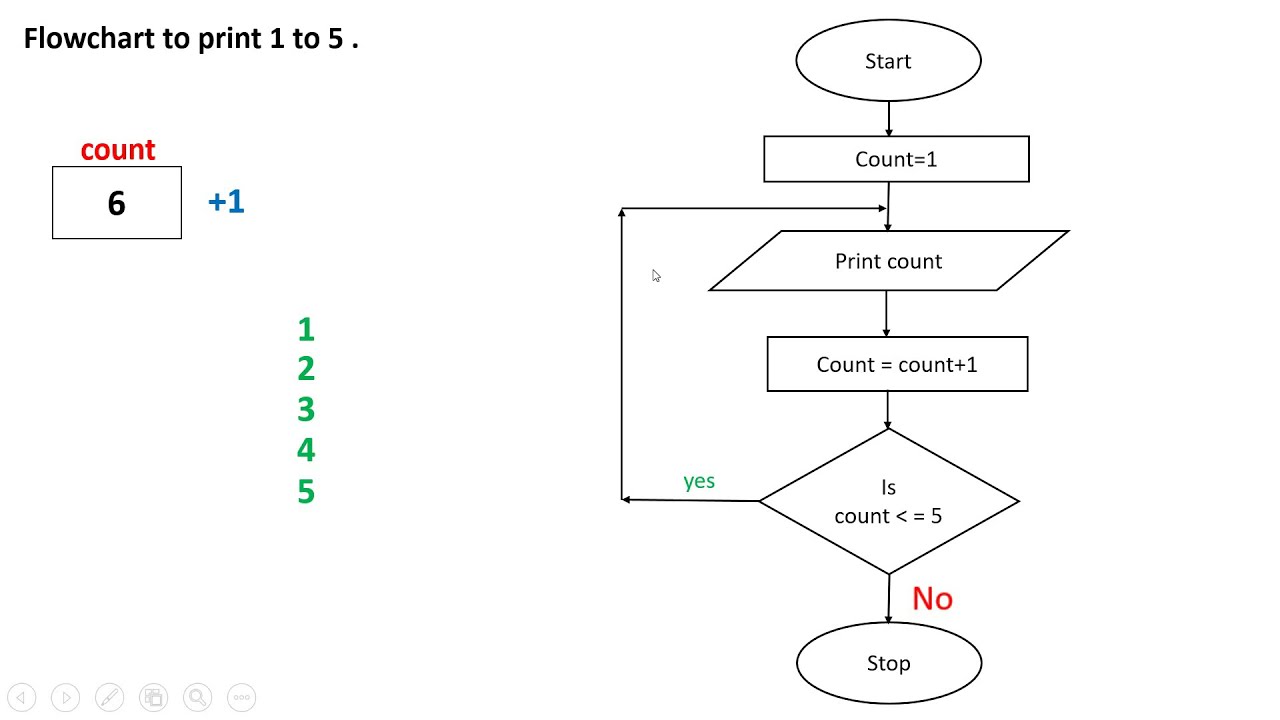 Flowchart to print 1 to 5 .
count
6
+1
1
2
3
4
5
Start
Count=1
Print count
Count = count+1
Is
count < = 5
yes
No
Stop